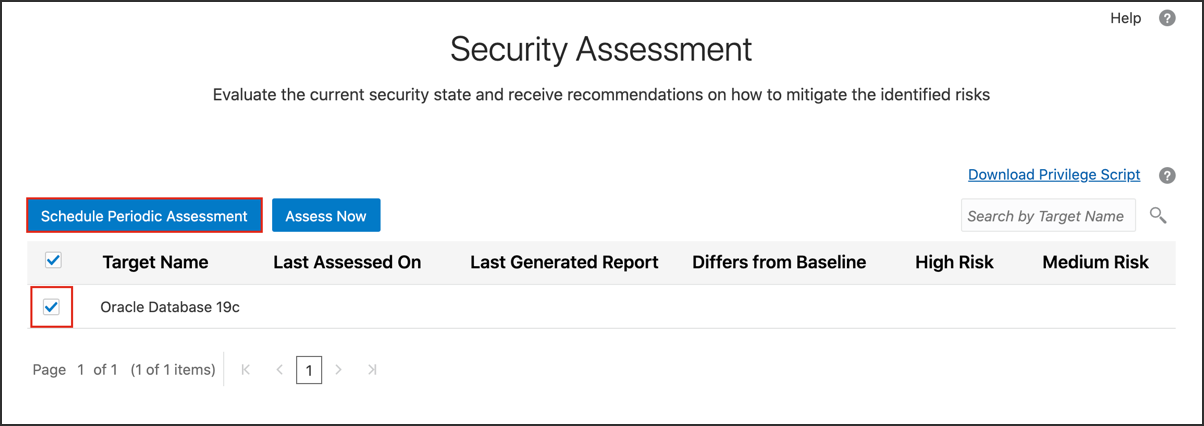 Help ?
Security Assessment
Evaluate the current security state and receive recommendations on how to mitigate the identified risks
Download Privilege Script ?
Schedule Periodic Assessment Assess Now Search by Target Name
Target Name Last Assessed On Last Generated Report Differs from Baseline High Risk Medium Risk
Oracle Database 19c
Page 1 of 1 (1 of 1 items) 1